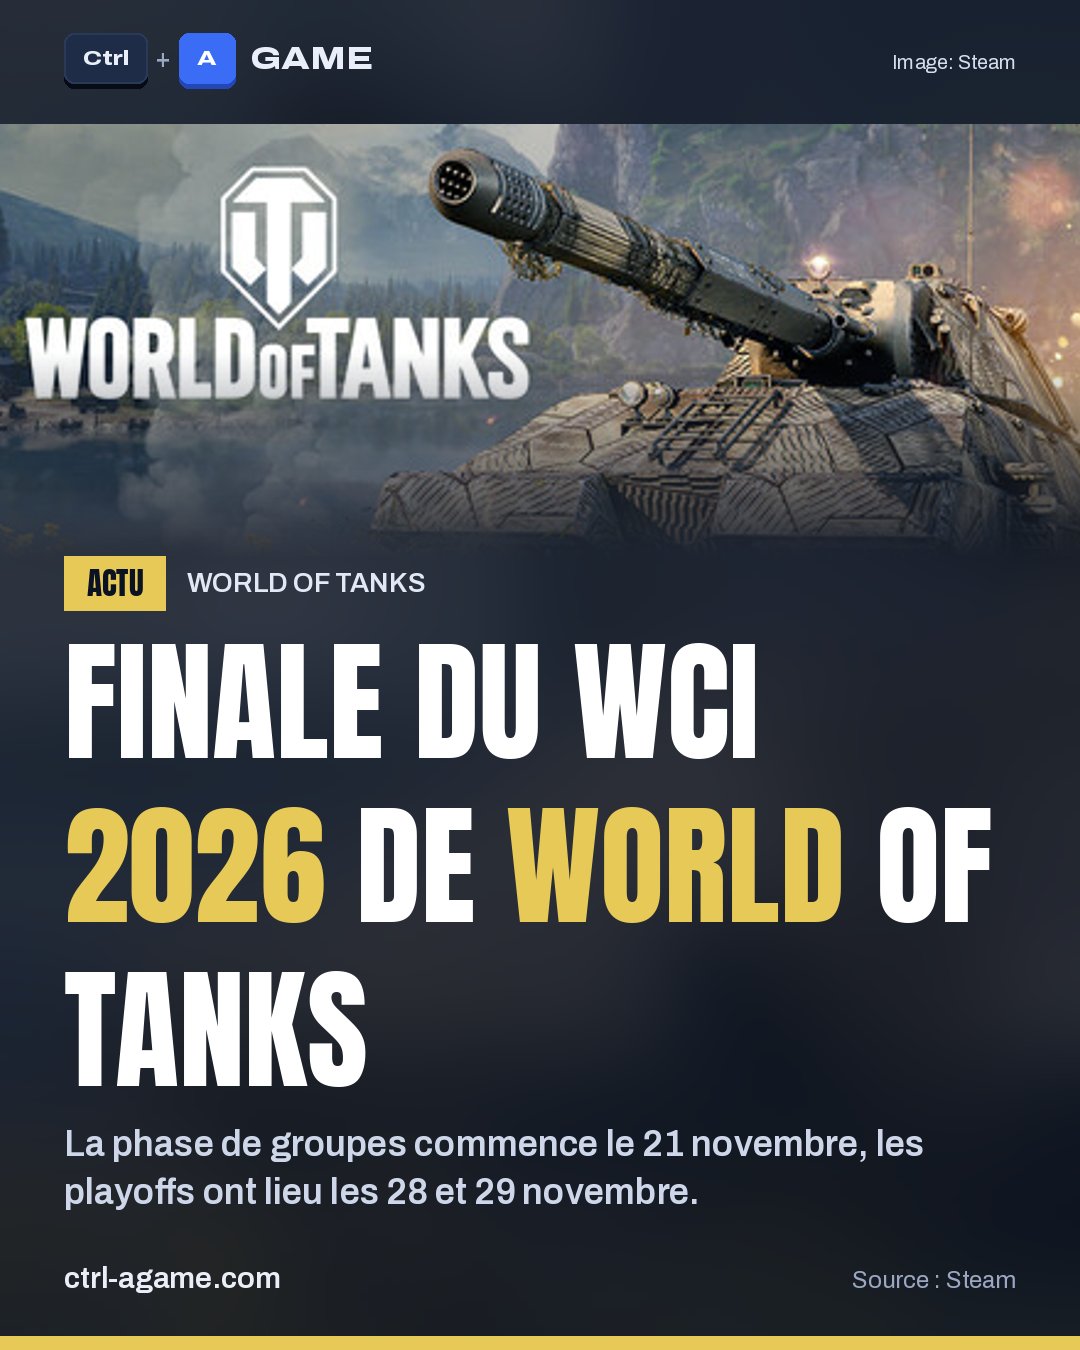 Ctrl + A GAME
Image: Steam
WORLD OF TANKS
ACTU WORLD OF TANKS
FINALE DU WCI
2026 DE WORLD OF
TANKS
La phase de groupes commence le 21 novembre, les
playoffs ont lieu les 28 et 29 novembre.
ctrl-agame.com
Source : Steam